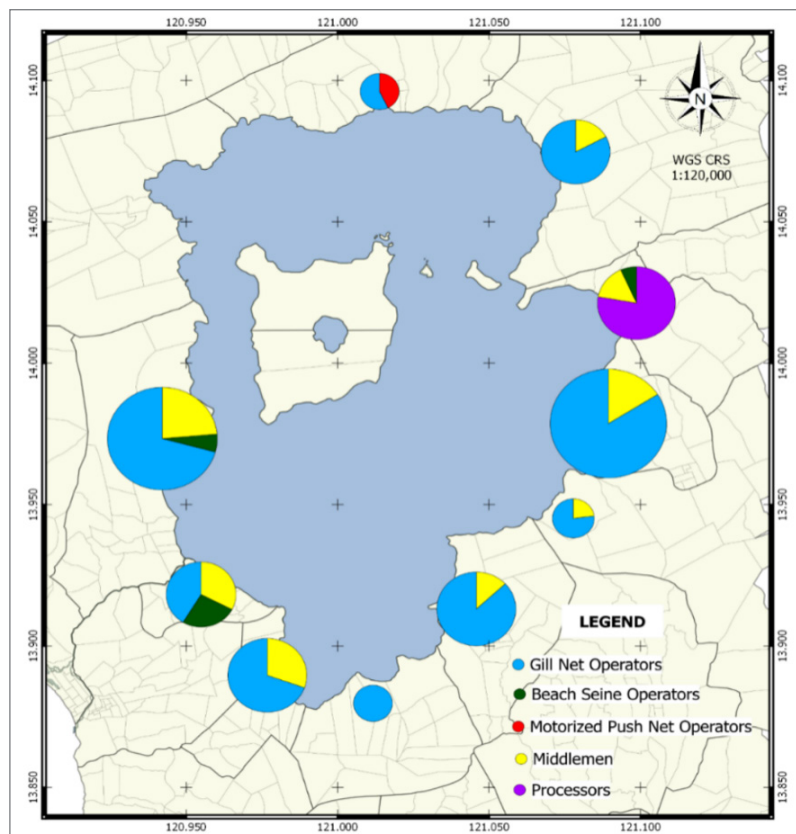 120.950 121.000 121.050 121.100
14.100 14.100
N
WGS CRS
1:120,000
14.050 14.050
14.000 14.000
13.950 13.950
13.900 13.900
LEGEND
Gill Net Operators
Beach Seine Operators
Motorized Push Net Operators
Middlemen
Processors
13.850 13.850
120.950 121.000 121.050 121.100